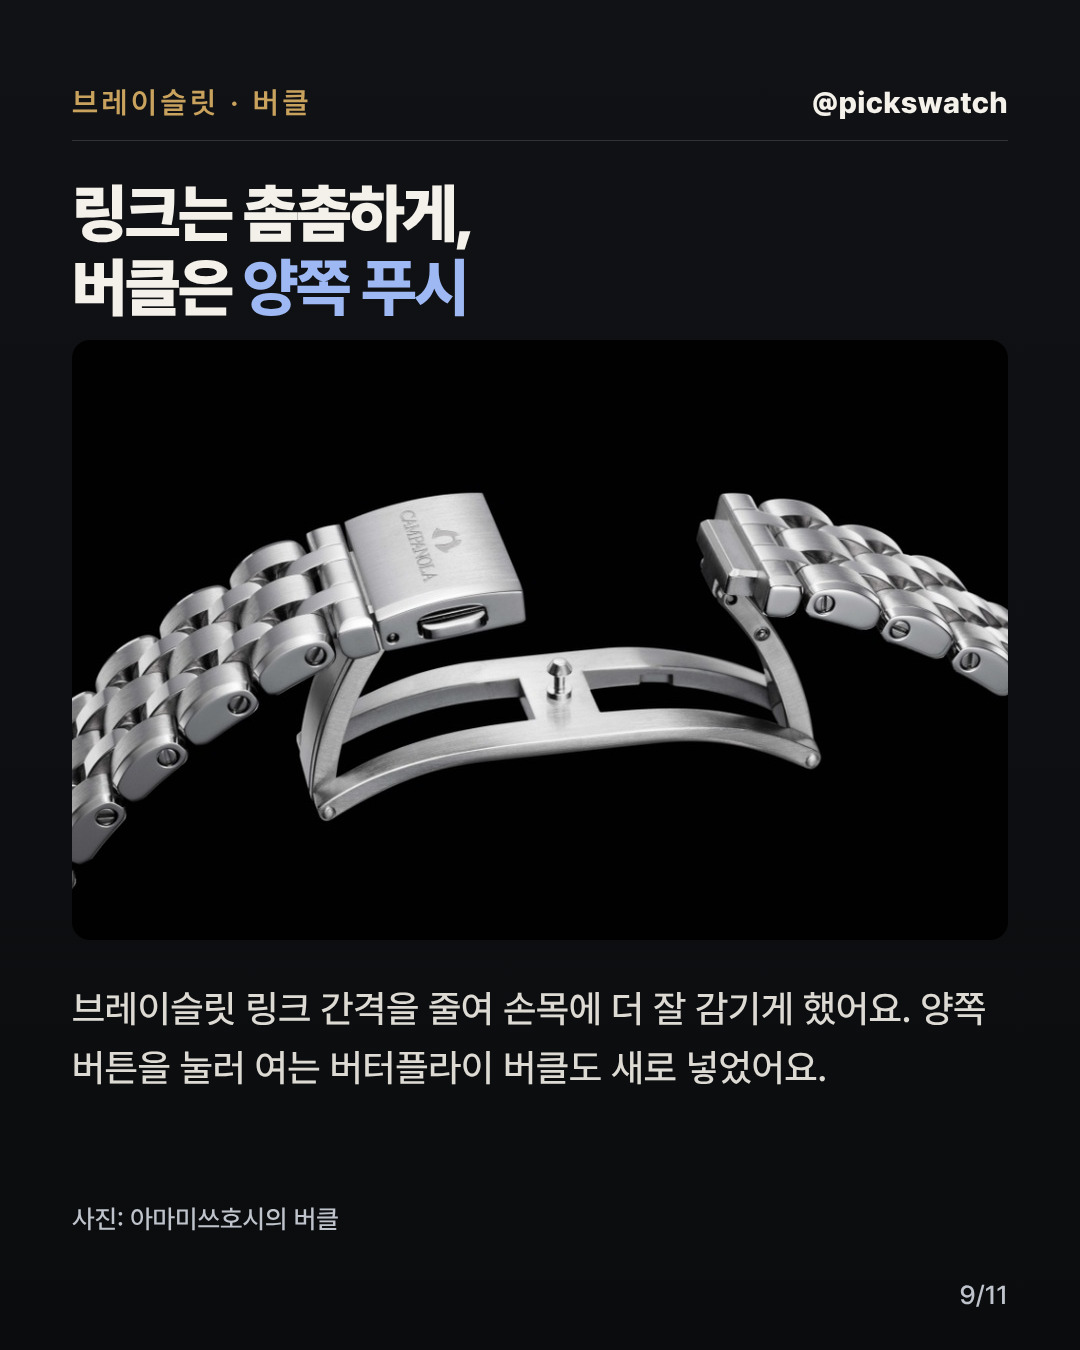 브레이슬릿 · 버클
@pickswatch
링크는 촘촘하게,
버클은 양쪽 푸시
CAMPANOLA
브레이슬릿 링크 간격을 줄여 손목에 더 잘 감기게 했어요. 양쪽
버튼을 눌러 여는 버터플라이 버클도 새로 넣었어요.
사진: 아마미쓰호시의 버클
9/11